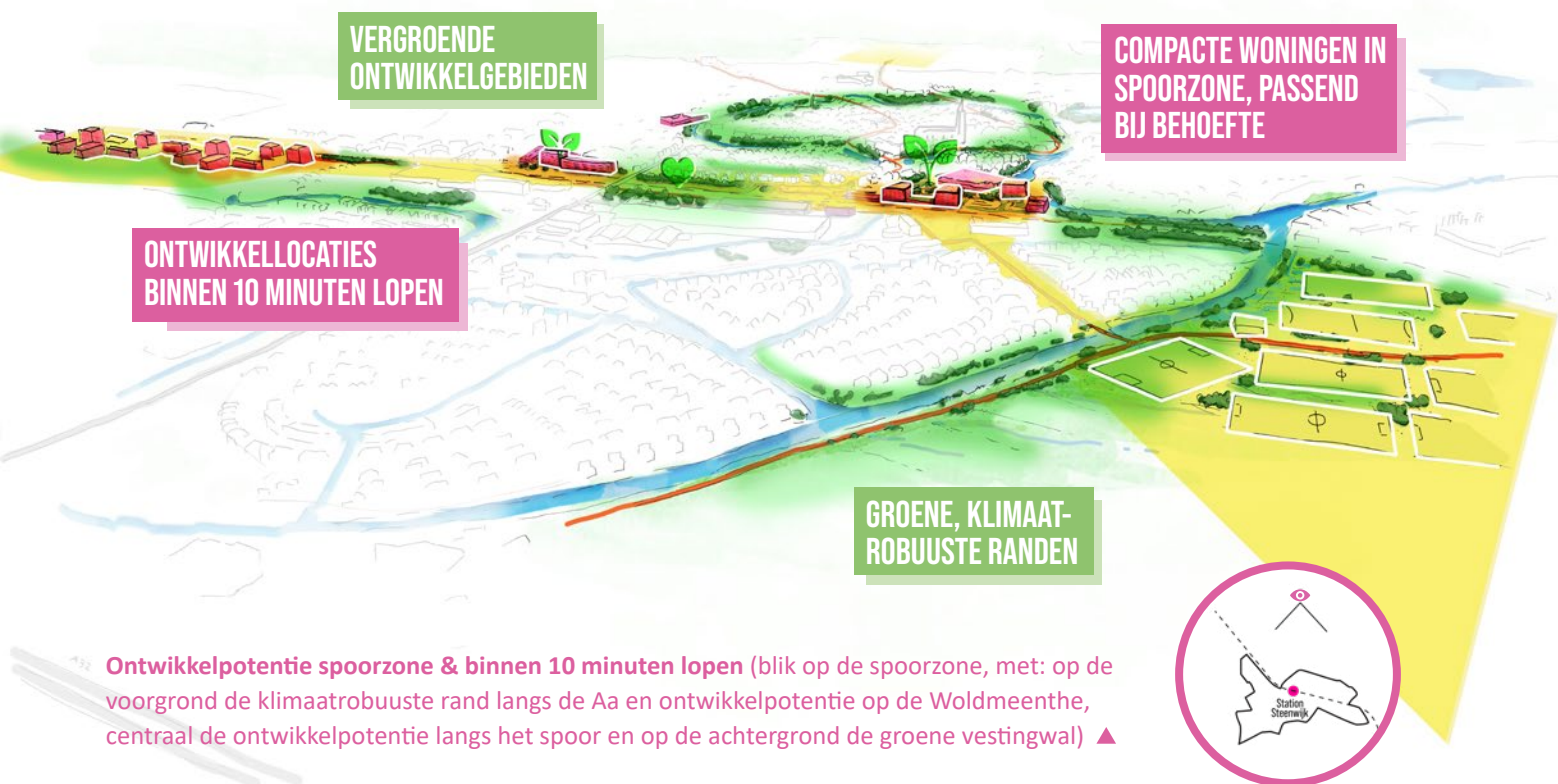 VERGROENDE
ONTWIKKELGEBIEDEN
COMPACTE WONINGEN IN
SPOORZONE, PASSEND
BIJ BEHOEFTE
ONTWIKKELLOCATIES
BINNEN 10 MINUTEN LOPEN
GROENE, KLIMAAT-
ROBUUSTE RANDEN
A32
Ontwikkelpotentie spoorzone & binnen 10 minuten lopen (blik op de spoorzone, met: op de
voorgrond de klimaatrobuuste rand langs de Aa en ontwikkelpotentie op de Woldmeenthe,
centraal de ontwikkelpotentie langs het spoor en op de achtergrond de groene vestingwal) ▲
Station
Steenwijk